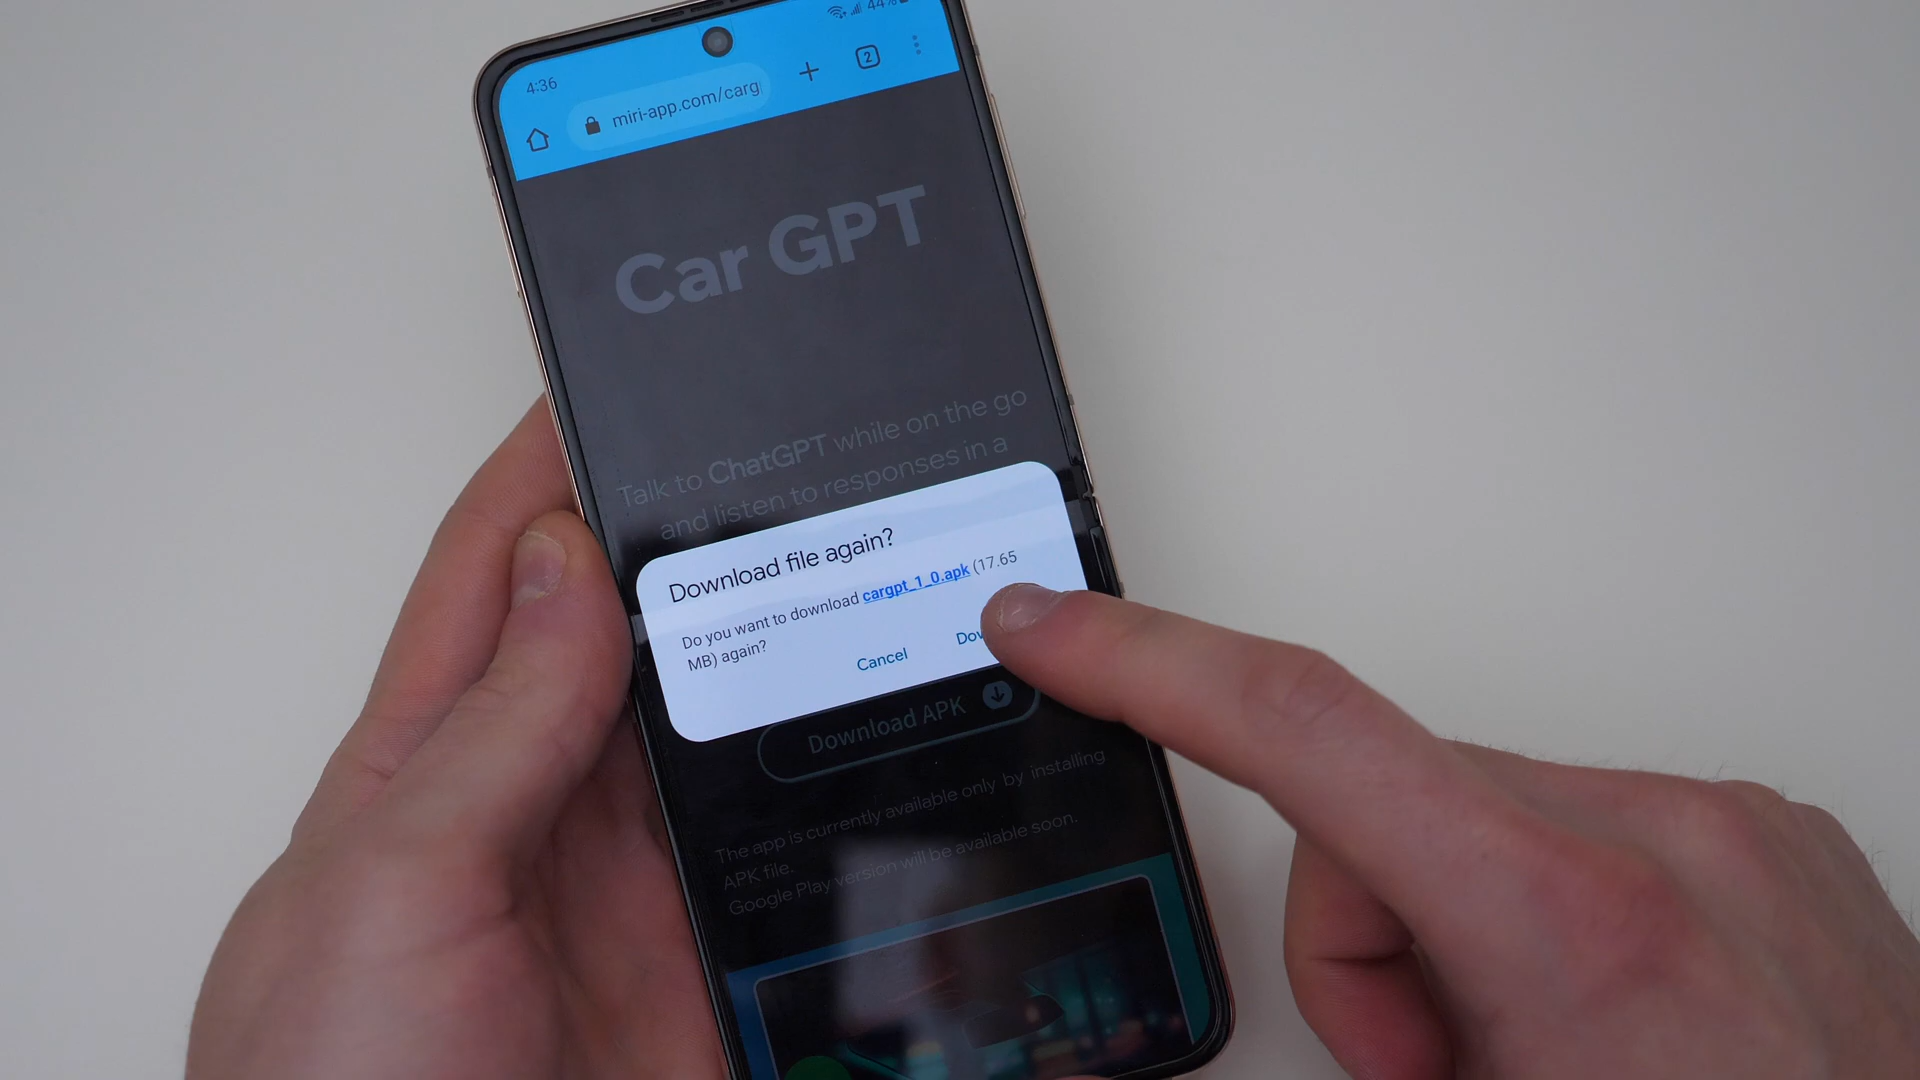 4:36
44%
miri-app.com/carg
2
Car GPT
Talk to ChatGPT while on the go
and listen to responses in a
Download file again?
Do you want to download cargpt_1_0.apk (17.65
MB) again?
Cancel
Dow
Download APK
The app is currently available only by installing
APK file.
Google Play version will be available soon.